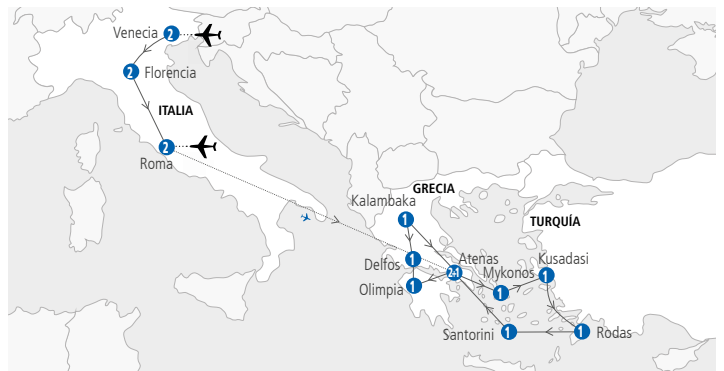 Venecia
2
2
Florencia
ITALIA
2
Roma
GRECIA
Kalambaka
1
TURQUÍA
Delfos
1
Atenas
2+1
Kusadasi
1
Mykonos
1
Olimpia
1
Santorini
1
1
Rodas